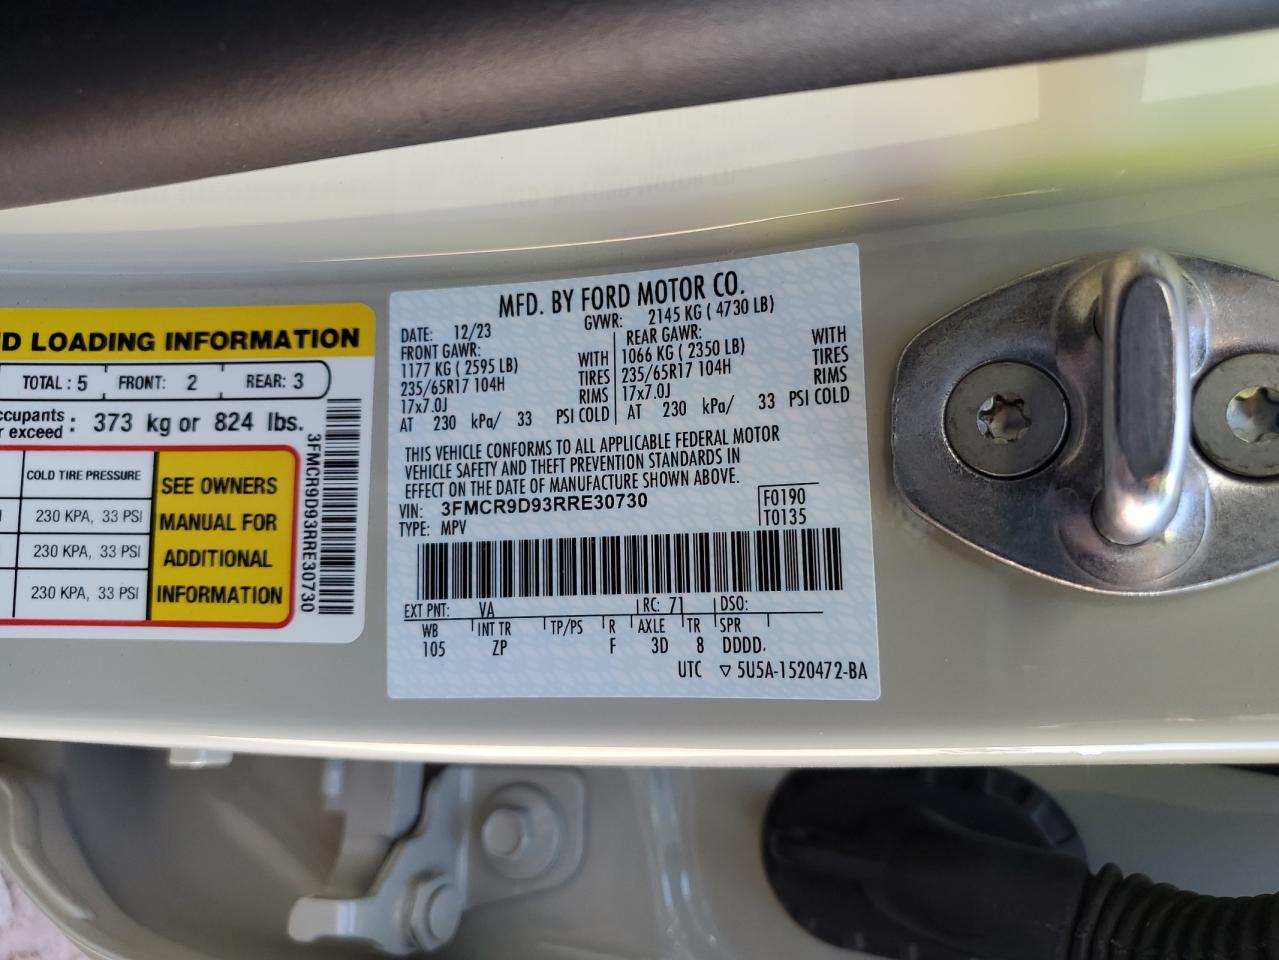 LOADING INFORMATION
TOTAL : 5 FRONT: 2 REAR: 3
373 kg or 824 lbs.
exceed :
COLD TIRE PRESSURE
230 KPA, 33 PSI
230 KPA, 33 PSI
230 KPA, 33 PSI
SEE OWNERS
MANUAL FOR
ADDITIONAL
INFORMATION
3FMCR9D93RRE30730
MFD. BY FORD MOTOR CO.
DATE: 12/23 GVWR: 2145 KG ( 4730 LB)
FRONT GAWR: REAR GAWR:
1177 KG ( 2595 LB) WITH 1066 KG ( 2350 LB) WITH
235/65R17 104H TIRES 235/65R17 104H TIRES
17x7.0J RIMS 17x7.0J RIMS
AT 230 kPa/ 33 PSI COLD AT 230 kPa/ 33 PSI COLD
THIS VEHICLE CONFORMS TO ALL APPLICABLE FEDERAL MOTOR
VEHICLE SAFETY AND THEFT PREVENTION STANDARDS IN
EFFECT ON THE DATE OF MANUFACTURE SHOWN ABOVE.
VIN: 3FMCR9D93RRE30730 F0190
TYPE: MPV T0135
EXT PNT: VA RC: 71 DSO:
WB INT TR TP/PS R AXLE TR SPR
105 ZP F 3D 8 DDDD.
UTC ▽ 5U5A-1520472-BA